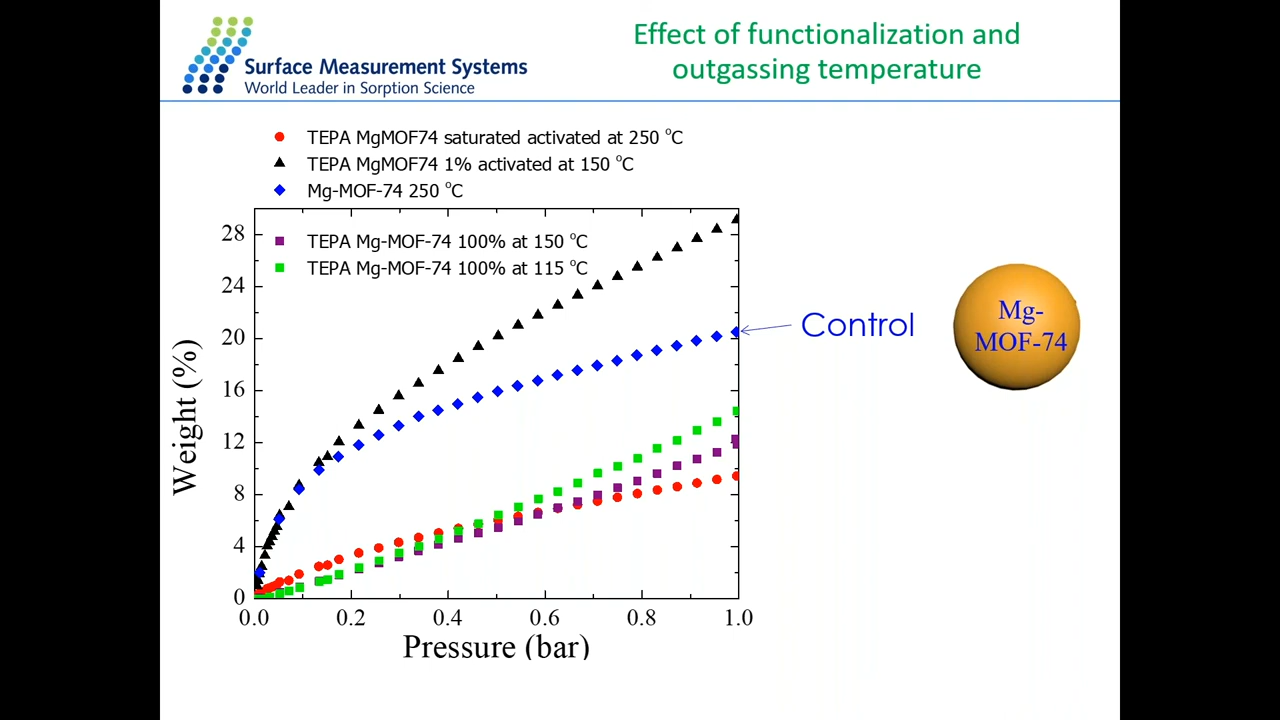 Surface Measurement Systems
World Leader in Sorption Science
Effect of functionalization and
outgassing temperature
TEPA MgMOF74 saturated activated at 250 °C
TEPA MgMOF74 1% activated at 150 °C
Mg-MOF-74 250 °C
TEPA Mg-MOF-74 100% at 150 °C
TEPA Mg-MOF-74 100% at 115 °C
28
24
20
16
12
8
4
0
Weight (%)
0.0 0.2 0.4 0.6 0.8 1.0
Pressure (bar)
Control
Mg-
MOF-74